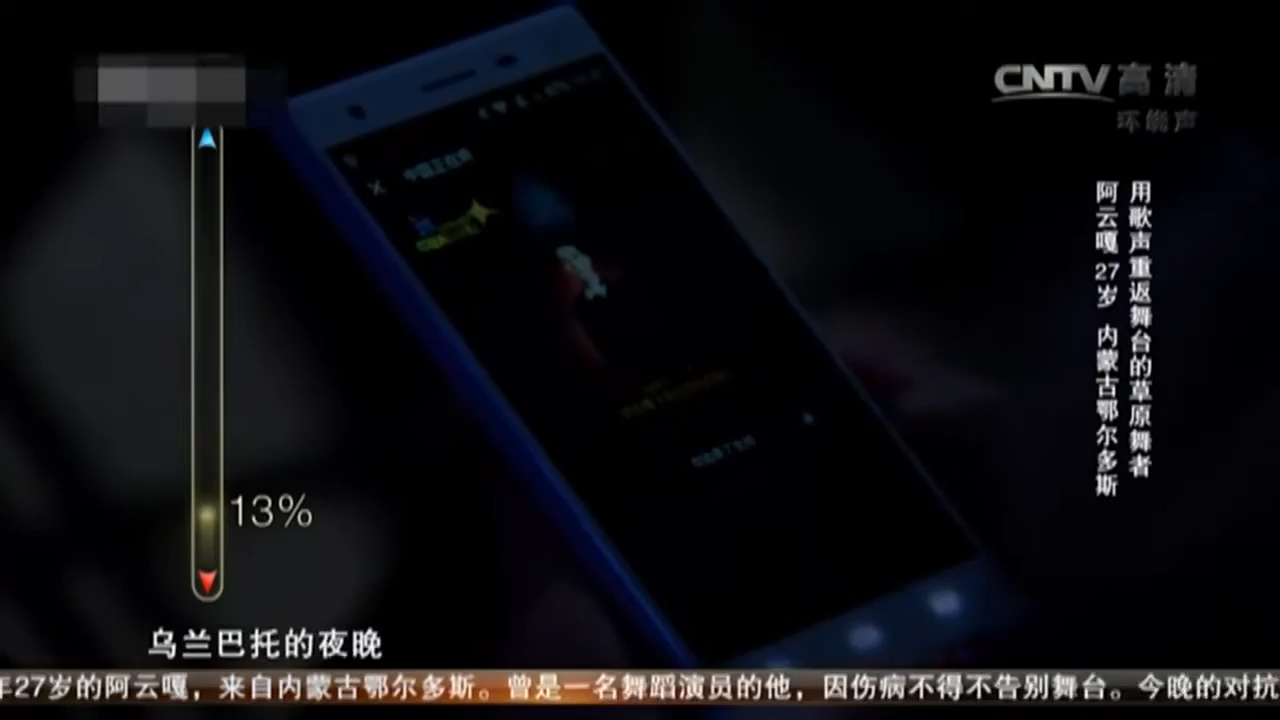 CNTV 高清
环绕声
用歌声重返舞台的草原舞者
阿云嘎 27岁 内蒙古鄂尔多斯
13%
乌兰巴托的夜晚
年27岁的阿云嘎，来自内蒙古鄂尔多斯。曾是一名舞蹈演员的他，因伤病不得不告别舞台。今晚的对抗